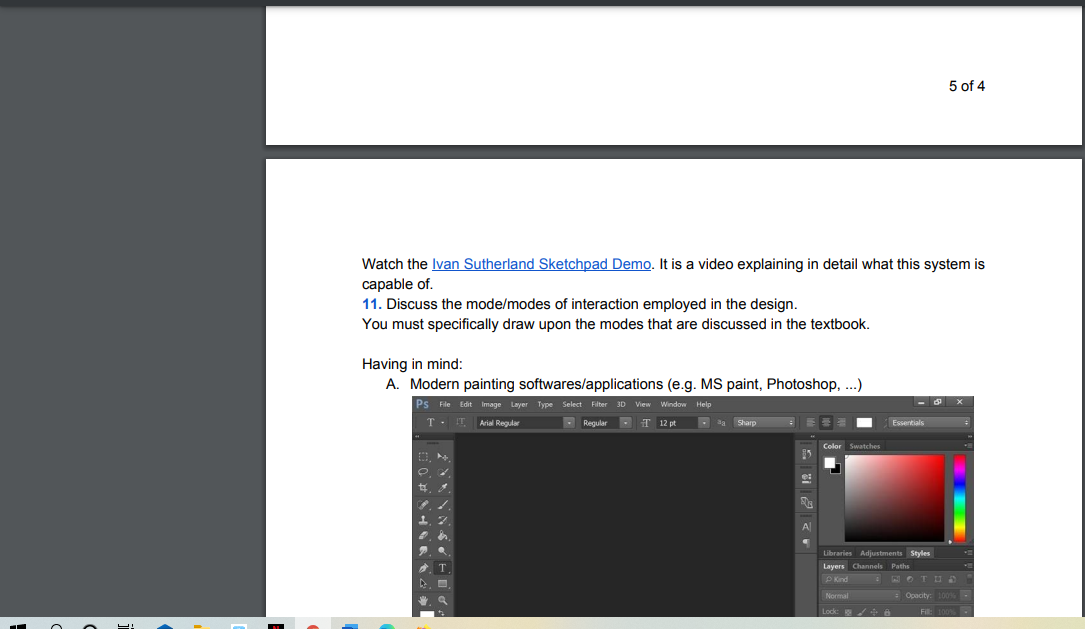 5 of 4
Watch the Ivan Sutherland Sketchpad Demo. It is a video explaining in detail what this system is
capable of.
11. Discuss the mode/modes of interaction employed in the design.
You must specifically draw upon the modes that are discussed in the textbook.
Having in mind:
A. Modern painting softwares/applications (e.g. MS paint, Photoshop, ...)
Ps File Edit Image Layer Type Select Filter 3D View Window Help
T Arial Regular Regular 12 pt Sharp Essentials
Color Swatches
Libraries Adjustments Styles
Layers Channels Paths
Kind
Normal Opacity: 100%
Lock: Fill: 100%